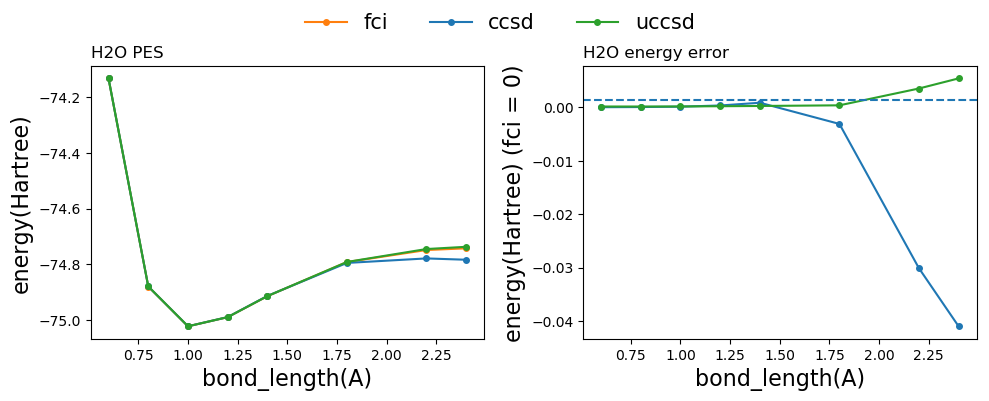 fci ccsd uccsd
H2O PES
energy(Hartree)
−74.2
−74.4
−74.6
−74.8
−75.0
0.75 1.00 1.25 1.50 1.75 2.00 2.25
bond_length(A)
H2O energy error
energy(Hartree) (fci = 0)
0.00
−0.01
−0.02
−0.03
−0.04
0.75 1.00 1.25 1.50 1.75 2.00 2.25
bond_length(A)